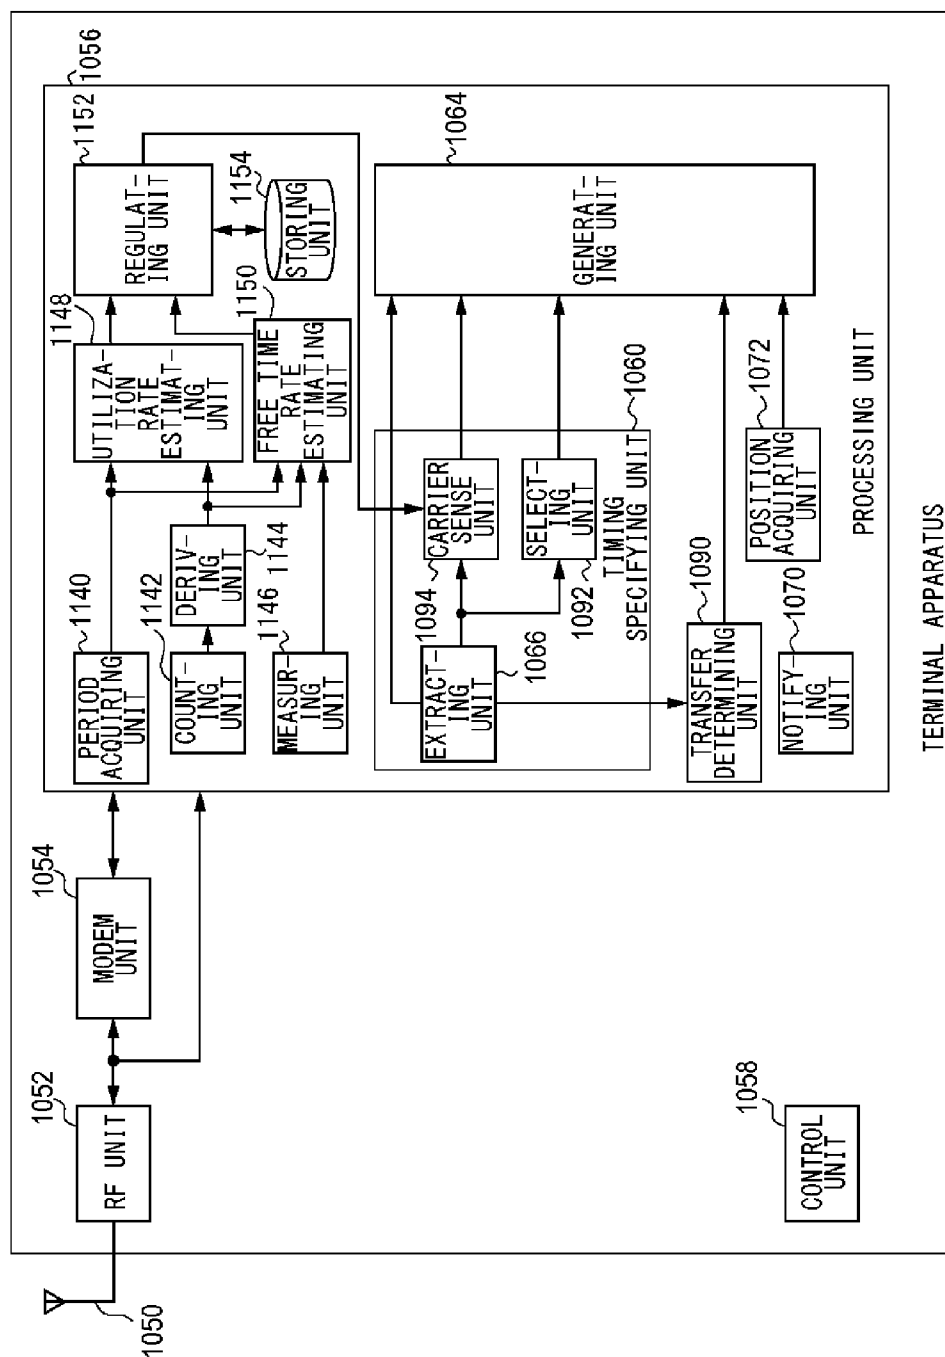 1050
1052
RF UNIT
1054
MODEM
UNIT
1056
1140
PERIOD
ACQUIRING
UNIT
1142
COUNT-
ING
UNIT
1144
DERIV-
ING
UNIT
1146
MEASUR-
ING
UNIT
1148
UTILIZA-
TION
RATE
ESTIMAT-
ING
UNIT
1150
FREE TIME
RATE
ESTIMATING
UNIT
1152
REGULAT-
ING UNIT
1154
STORING
UNIT
1060
TIMING
SPECIFYING UNIT
1066
EXTRACT-
ING
UNIT
1094
CARRIER
SENSE
UNIT
1092
SELECT-
ING
UNIT
1064
GENERAT-
ING UNIT
1090
TRANSFER
DETERMINING
UNIT
1070
NOTIFY-
ING
UNIT
1072
POSITION
ACQUIRING
UNIT
PROCESSING UNIT
1058
CONTROL
UNIT
TERMINAL APPARATUS